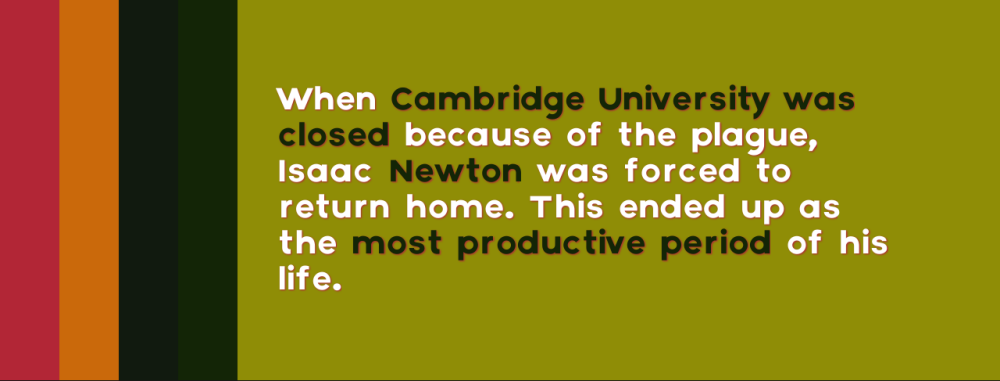 When Cambridge University was
closed because of the plague,
Isaac Newton was forced to
return home. This ended up as
the most productive period of his
life.